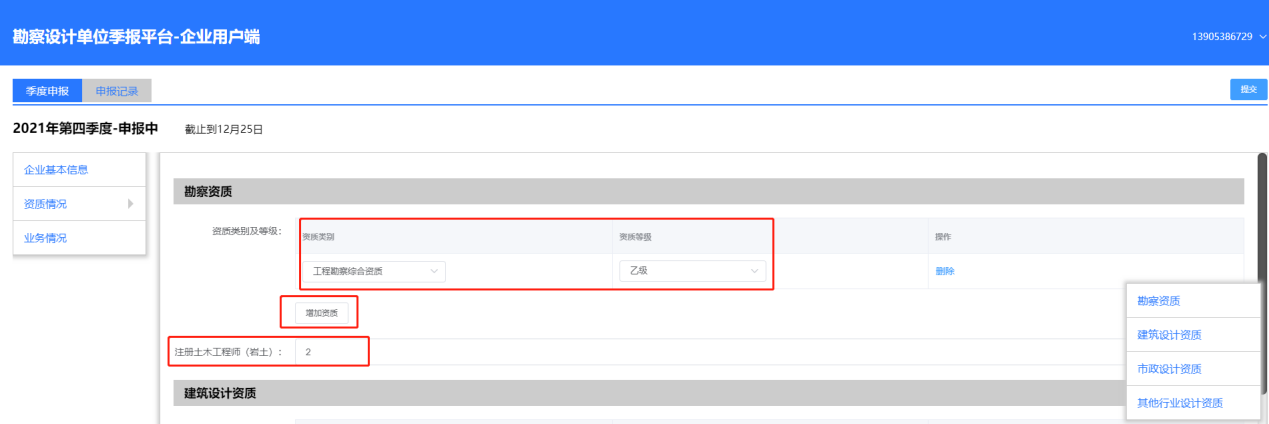 勘察设计单位季报平台-企业用户端
13905386729
季度申报 申报记录 提交
2021年第四季度-申报中 截止到12月25日
企业基本信息
资质情况
业务情况
勘察资质
资质类别及等级：
资质类别 资质等级 操作
工程勘察综合资质 乙级 删除
增加资质
注册土木工程师（岩土）： 2
建筑设计资质
勘察资质
建筑设计资质
市政设计资质
其他行业设计资质